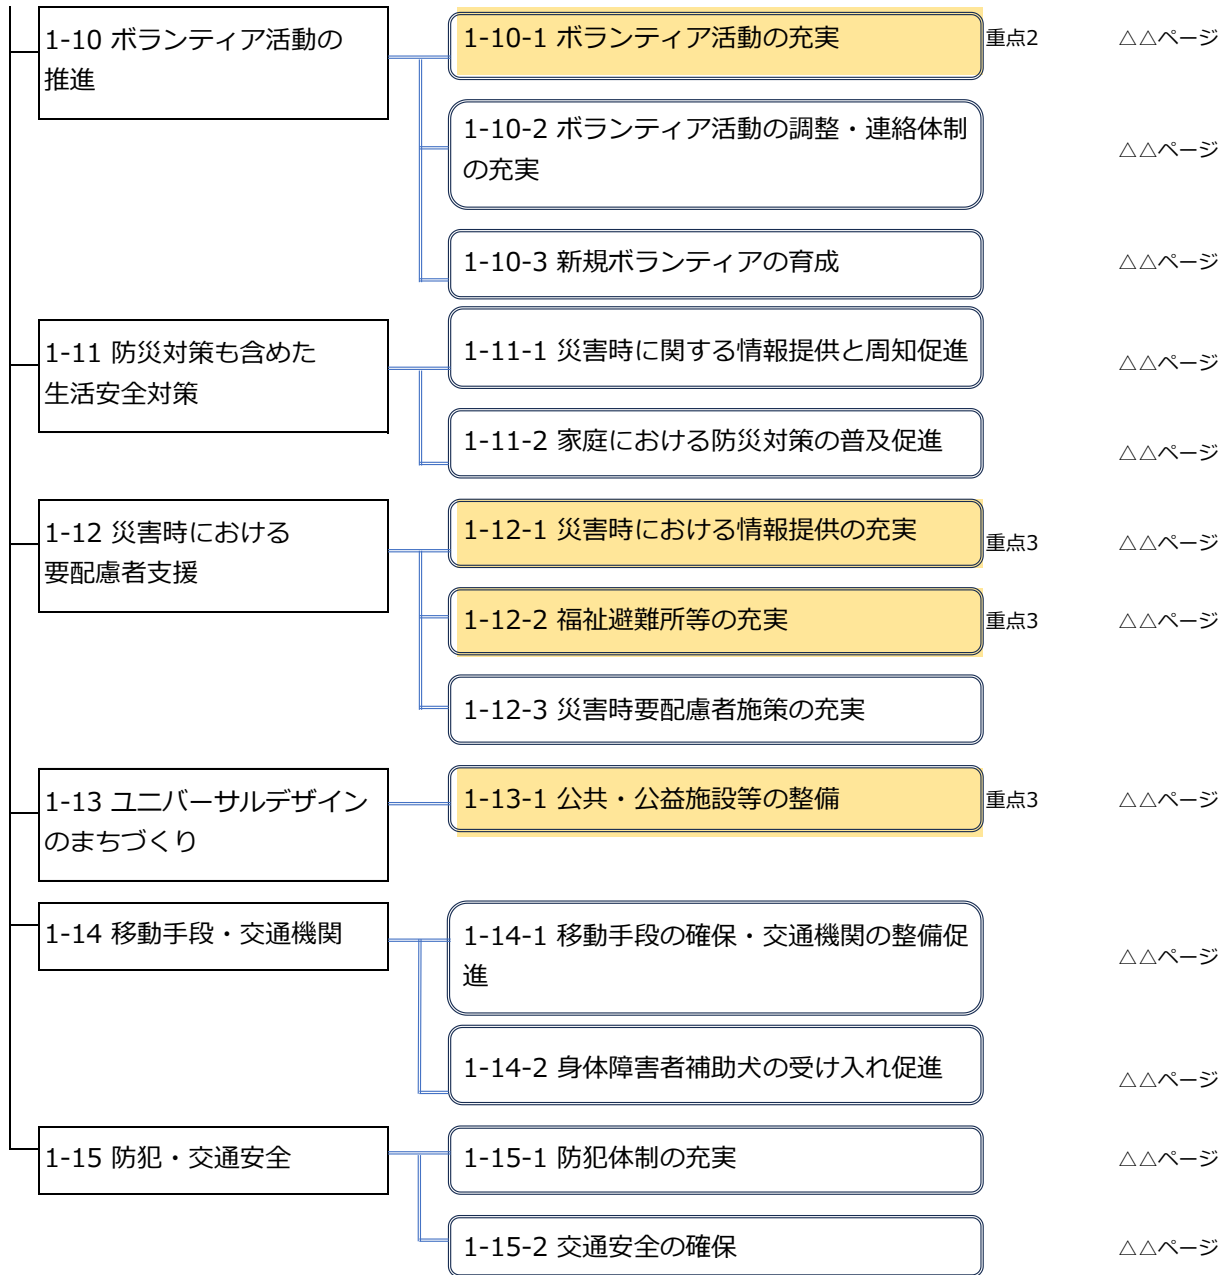 1-10 ボランティア活動の
推進
1-10-1 ボランティア活動の充実
重点2
△△ページ
1-10-2 ボランティア活動の調整・連絡体制
の充実
△△ページ
1-10-3 新規ボランティアの育成
△△ページ
1-11 防災対策も含めた
生活安全対策
1-11-1 災害時に関する情報提供と周知促進
△△ページ
1-11-2 家庭における防災対策の普及促進
△△ページ
1-12 災害時における
要配慮者支援
1-12-1 災害時における情報提供の充実
重点3
△△ページ
1-12-2 福祉避難所等の充実
重点3
△△ページ
1-12-3 災害時要配慮者施策の充実
1-13 ユニバーサルデザイン
のまちづくり
1-13-1 公共・公益施設等の整備
重点3
△△ページ
1-14 移動手段・交通機関
1-14-1 移動手段の確保・交通機関の整備促
進
△△ページ
1-14-2 身体障害者補助犬の受け入れ促進
△△ページ
1-15 防犯・交通安全
1-15-1 防犯体制の充実
△△ページ
1-15-2 交通安全の確保
△△ページ